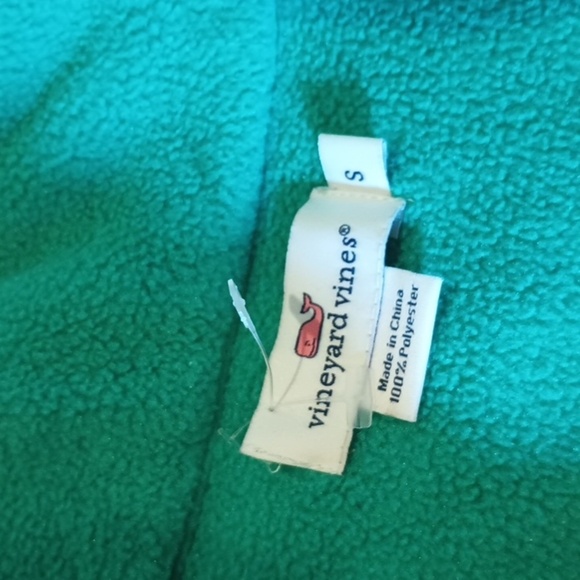 S
vineyard vines®
Made in China
100% Polyester